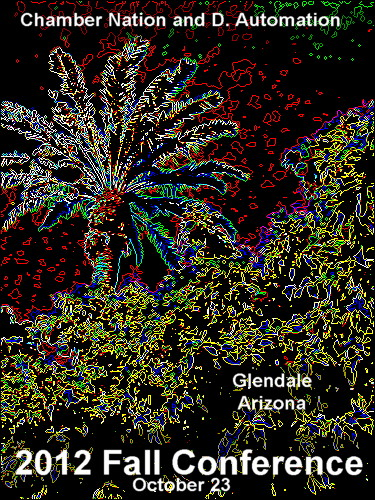 Chamber Nation and D. Automation
Glendale
Arizona
2012 Fall Conference
October 23